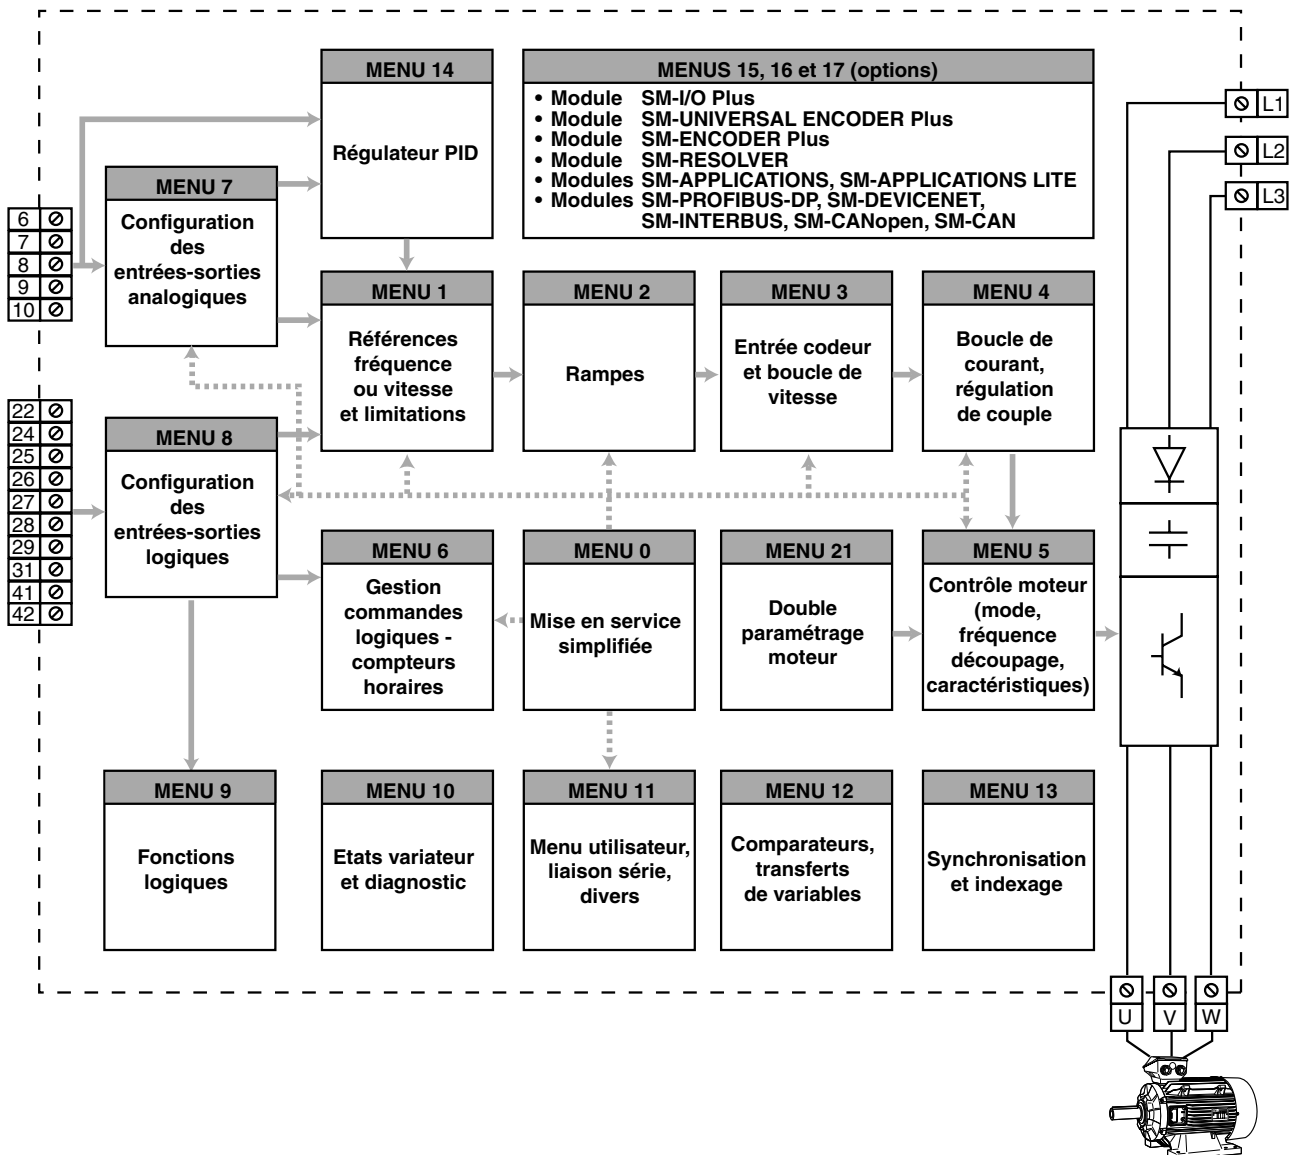 MENU 14
Régulateur PID
MENUS 15, 16 et 17 (options)
• Module SM-I/O Plus
• Module SM-UNIVERSAL ENCODER Plus
• Module SM-ENCODER Plus
• Module SM-RESOLVER
• Modules SM-APPLICATIONS, SM-APPLICATIONS LITE
• Modules SM-PROFIBUS-DP, SM-DEVICENET,
SM-INTERBUS, SM-CANopen, SM-CAN
L1
L2
L3
6
7
8
9
10
MENU 7
Configuration
des
entrées-sorties
analogiques
MENU 1
Références
fréquence
ou vitesse
et limitations
MENU 2
Rampes
MENU 3
Entrée codeur
et boucle de
vitesse
MENU 4
Boucle de
courant,
régulation
de couple
22
24
25
26
27
28
29
31
41
42
MENU 8
Configuration
des
entrées-sorties
logiques
MENU 6
Gestion
commandes
logiques -
compteurs
horaires
MENU 0
Mise en service
simplifiée
MENU 21
Double
paramétrage
moteur
MENU 5
Contrôle moteur
(mode,
fréquence
découpage,
caractéristiques)
MENU 9
Fonctions
logiques
MENU 10
Etats variateur
et diagnostic
MENU 11
Menu utilisateur,
liaison série,
divers
MENU 12
Comparateurs,
transferts
de variables
MENU 13
Synchronisation
et indexage
U
V
W